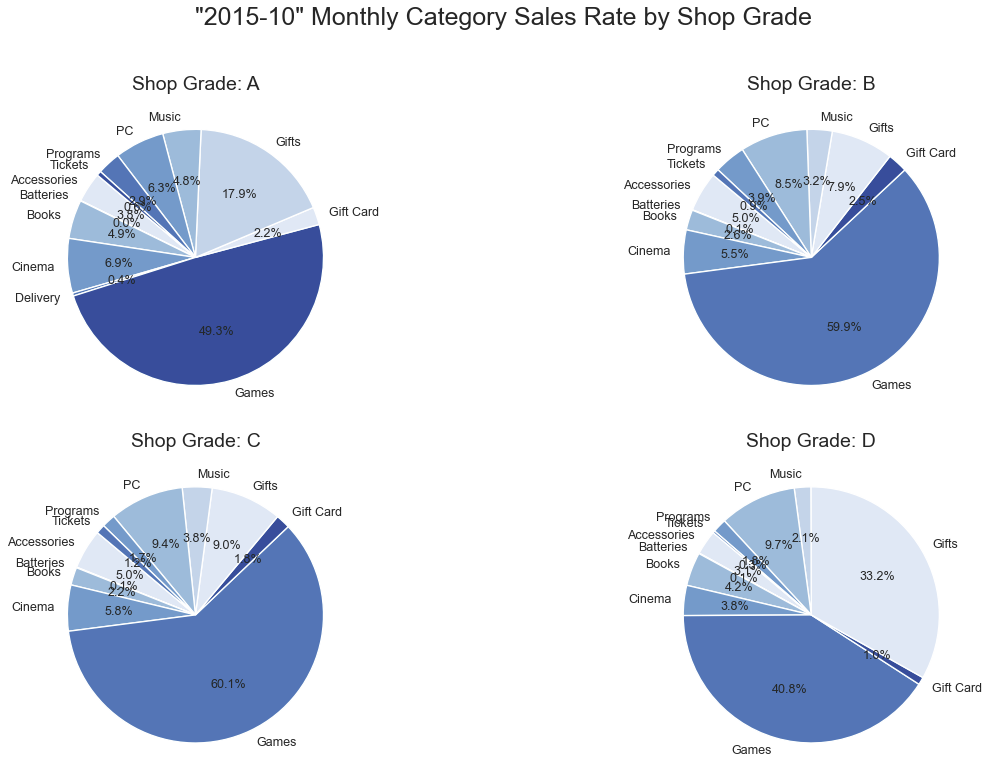 "2015-10" Monthly Category Sales Rate by Shop Grade
Shop Grade: A
Music
PC
Gifts
Programs
Tickets
Accessories
Batteries
Books
Gift Card
Cinema
Delivery
Games
4.8%
6.3%
17.9%
2.9%
0.6%
3.8%
0.0%
4.9%
2.2%
6.9%
0.4%
49.3%
Shop Grade: B
Music
PC
Gifts
Programs
Gift Card
Tickets
Accessories
Batteries
Books
Cinema
Games
3.2%
8.5%
7.9%
3.9%
2.5%
0.9%
5.0%
0.1%
2.6%
5.5%
59.9%
Shop Grade: C
Music
PC
Gifts
Programs
Gift Card
Tickets
Accessories
Batteries
Books
Cinema
Games
3.8%
9.4%
9.0%
1.7%
1.8%
1.2%
5.0%
0.1%
2.2%
5.8%
60.1%
Shop Grade: D
Music
PC
Programs
Tickets
Accessories
Batteries
Gifts
Books
Cinema
Gift Card
Games
2.1%
9.7%
33.2%
0.1%
4.2%
3.8%
1.0%
40.8%